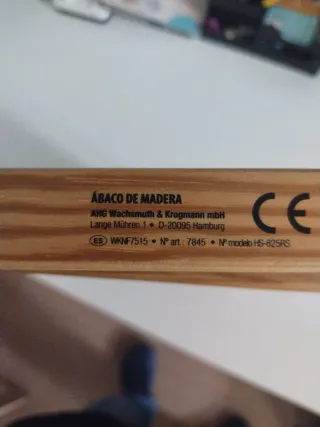 ÁBACO DE MADERA
AHG Wachsmuth & Krogmann mbH
Lange Mühren 1 • D-20095 Hamburg
ES WKNF7515 • Nº art.: 7845 • Nº modelo HS-825RS
CE